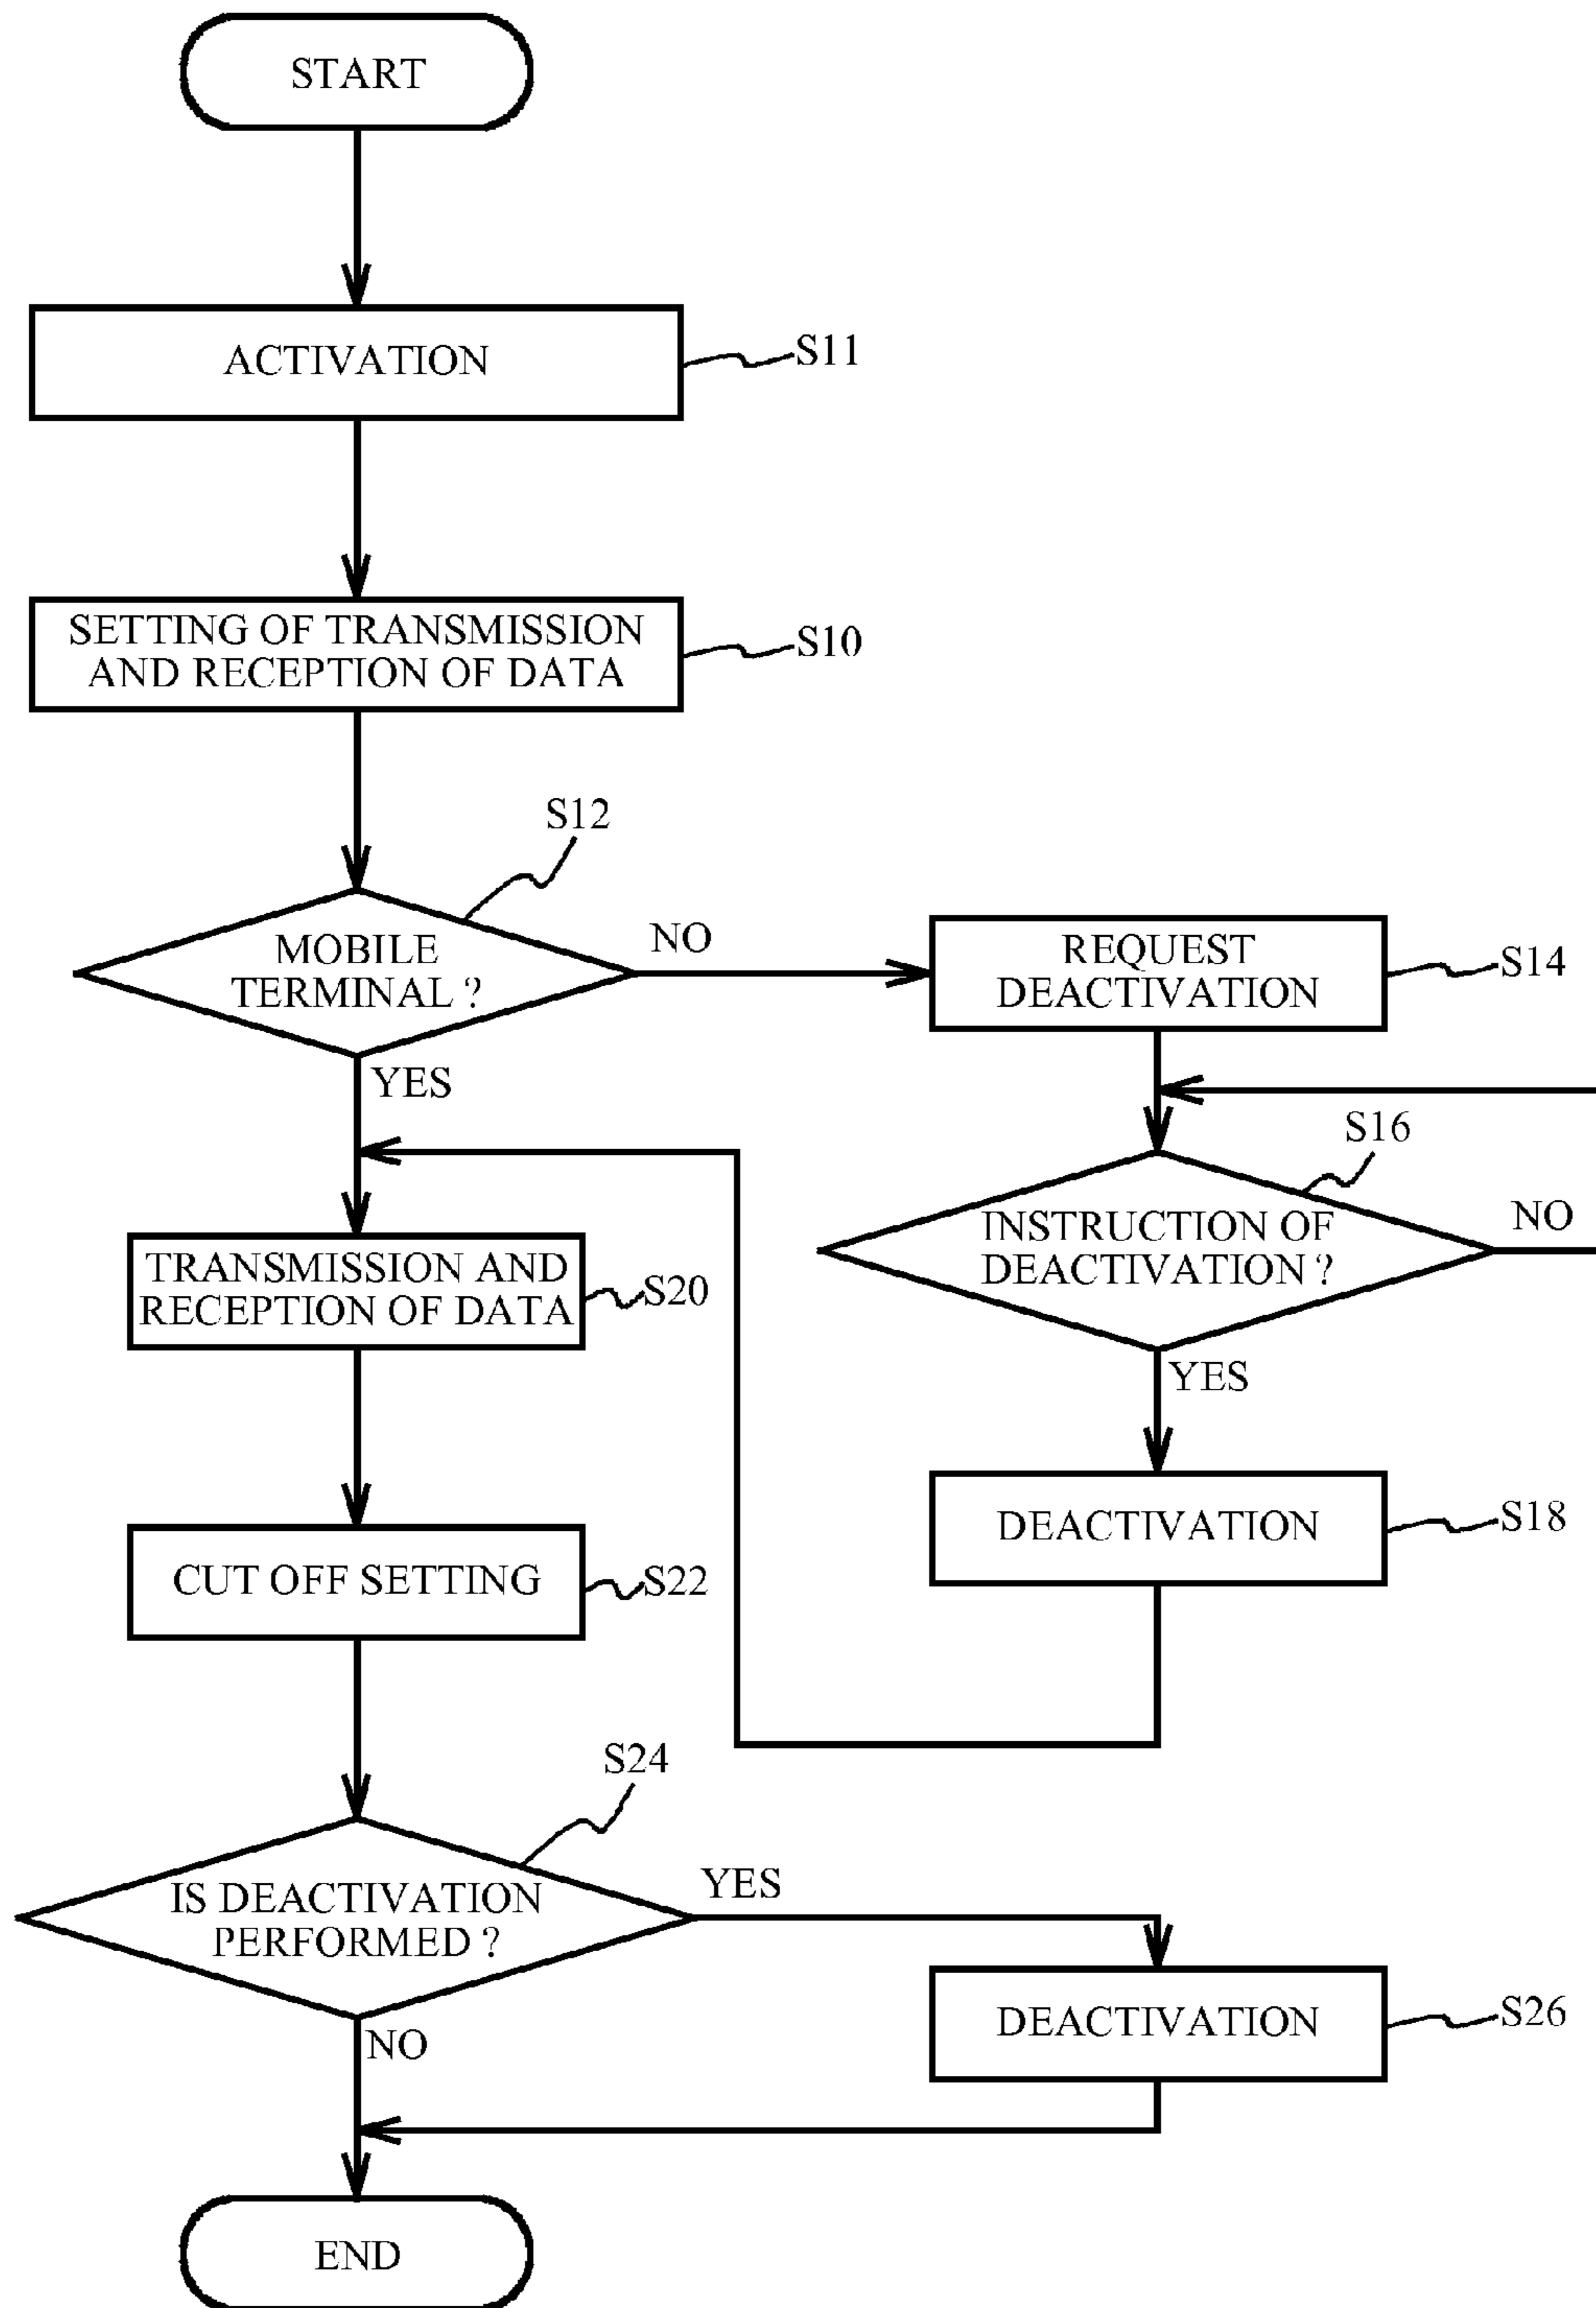 START
ACTIVATION
S11
SETTING OF TRANSMISSION
AND RECEPTION OF DATA
S10
S12
MOBILE
TERMINAL ?
NO
YES
REQUEST
DEACTIVATION
S14
S16
INSTRUCTION OF
DEACTIVATION ?
NO
YES
DEACTIVATION
S18
TRANSMISSION AND
RECEPTION OF DATA
S20
CUT OFF SETTING
S22
S24
IS DEACTIVATION
PERFORMED ?
YES
NO
DEACTIVATION
S26
END